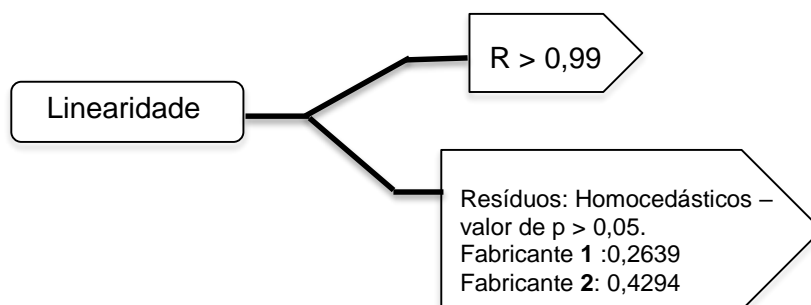 Linearidade
R > 0,99
Resíduos: Homocedásticos –
valor de p > 0,05.
Fabricante 1 :0,2639
Fabricante 2: 0,4294